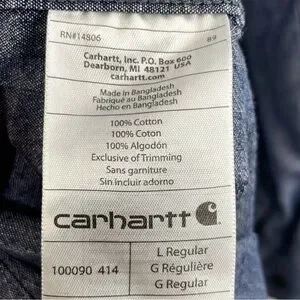 RN#14806 89
Carhartt, Inc. P.O. Box 600
Dearborn, MI 48121 USA
carhartt.com
Made in Bangladesh
Fabriqué au Bangladesh
Hecho en Bangladesh
100% Cotton
100% Coton
100% Algodón
Exclusive of Trimming
Sans garniture
Sin incluir adorno
carhartt
100090 414
L Regular
G Régulière
G Regular